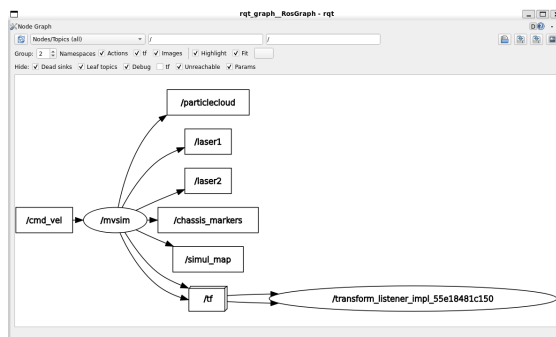 rqt_graph__RosGraph - rqt
Node Graph
D
Nodes/Topics (all) / /
Group: 2 Namespaces Actions tf Images Highlight Fit
Hide: Dead sinks Leaf topics Debug tf Unreachable Params
/particlecloud
/laser1
/laser2
/cmd_vel /mvsim /chassis_markers
/simul_map
/tf /transform_listener_impl_55e18481c150